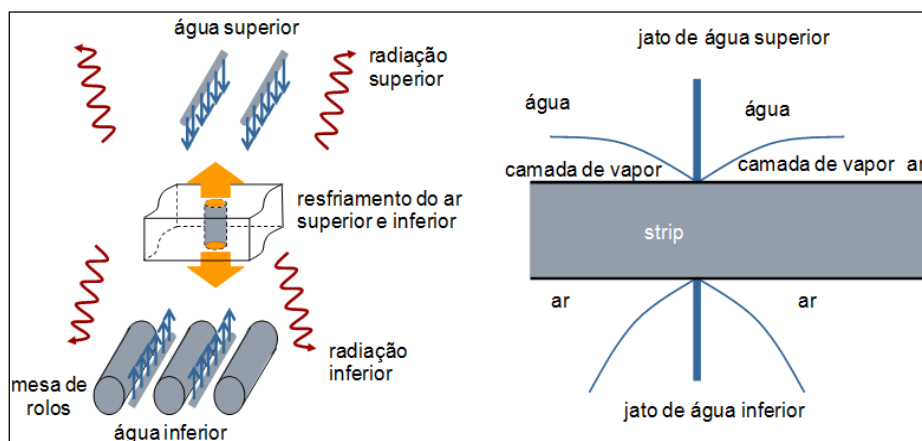 água superior
radiação
superior
resfriamento do ar
superior e inferior
radiação
inferior
mesa de
rolos
água inferior
jato de água superior
água
água
camada de vapor
camada de vapor
ar
strip
ar
ar
jato de água inferior